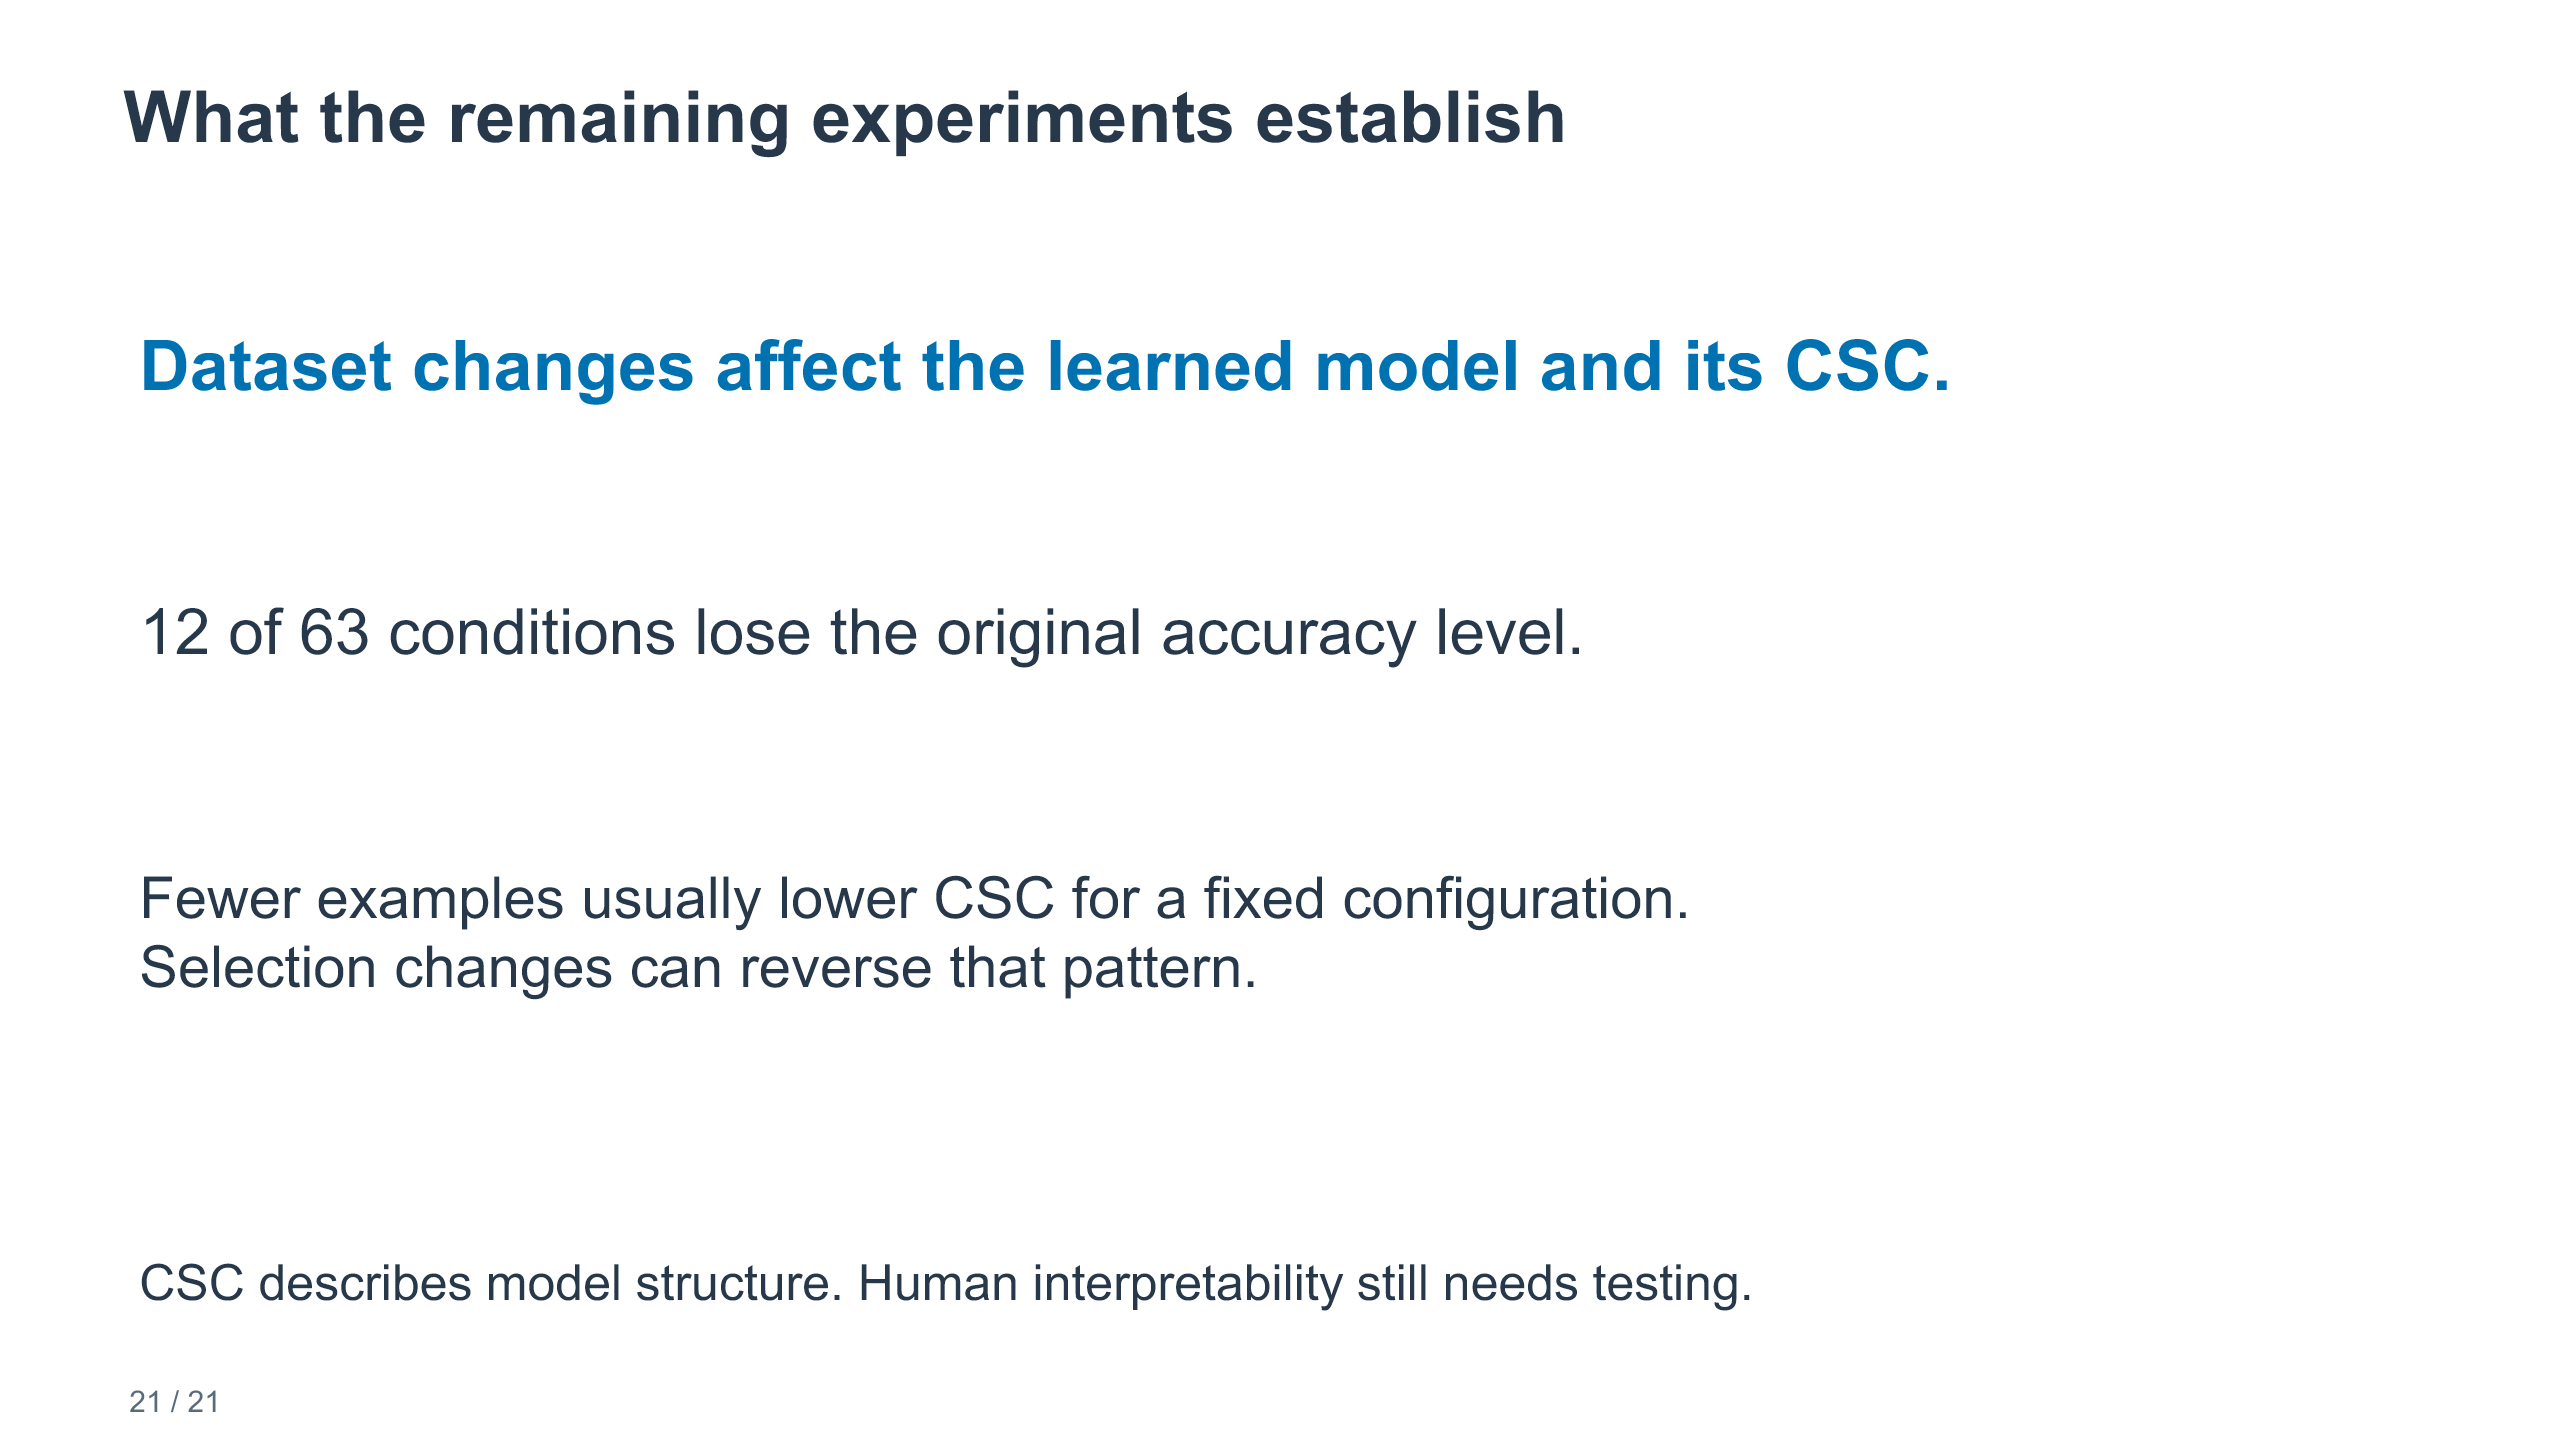 What the remaining experiments establish
Dataset changes affect the learned model and its CSC.
12 of 63 conditions lose the original accuracy level.
Fewer examples usually lower CSC for a fixed configuration.
Selection changes can reverse that pattern.
CSC describes model structure. Human interpretability still needs testing.
21 / 21